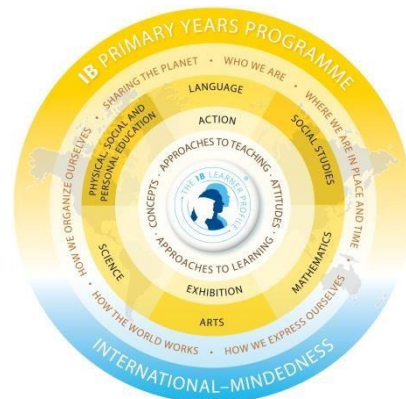 IB PRIMARY YEARS PROGRAMME
HOW WE ORGANIZE OURSELVES • SHARING THE PLANET • WHO WE ARE • WHERE WE ARE IN PLACE AND TIME
HOW THE WORLD WORKS • HOW WE EXPRESS OURSELVES
LANGUAGE
SOCIAL STUDIES
MATHEMATICS
ARTS
SCIENCE
PHYSICAL, SOCIAL AND
PERSONAL EDUCATION
ACTION
EXHIBITION
APPROACHES TO TEACHING
ATTITUDES
APPROACHES TO LEARNING
CONCEPTS
THE IB LEARNER PROFILE
®
INTERNATIONAL–MINDEDNESS